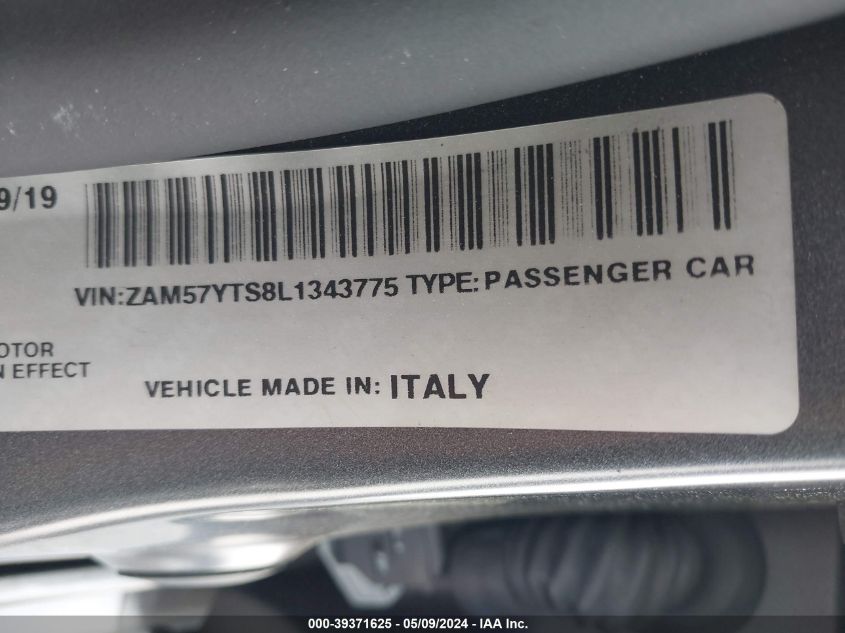 9/19
VIN:ZAM57YTS8L1343775 TYPE: PASSENGER CAR
OTOR
N EFFECT
VEHICLE MADE IN: ITALY
000-39371625 - 05/09/2024 - IAA Inc.